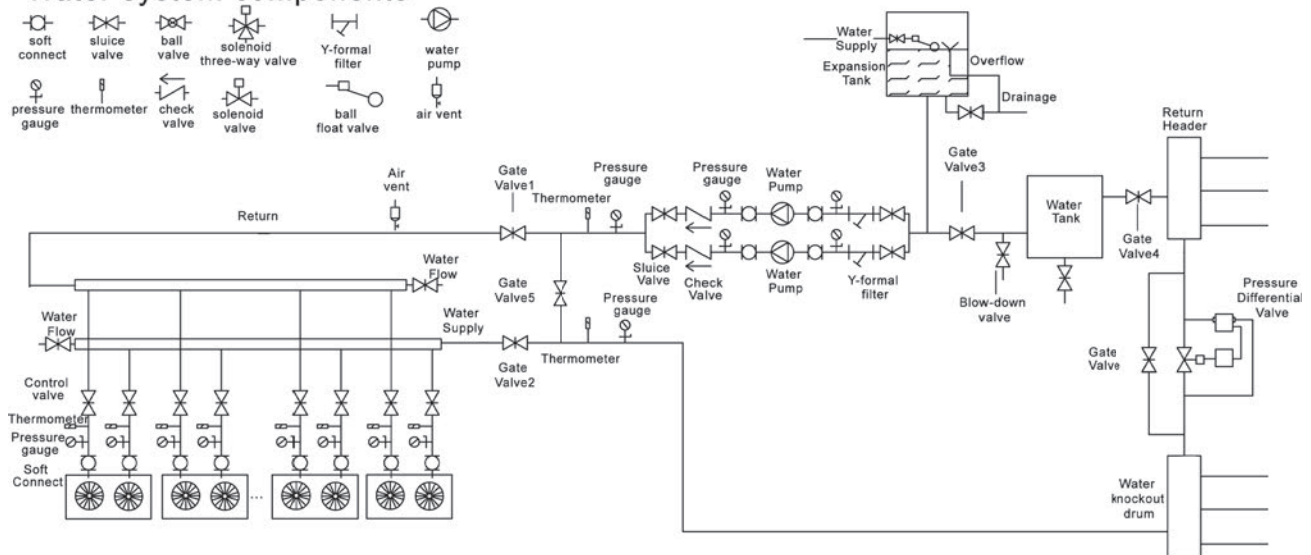 Water System Components
soft connect
sluice valve
ball valve
solenoid three-way valve
Y-formal filter
water pump
pressure gauge
thermometer
check valve
solenoid valve
ball float valve
air vent
Water Supply
Expansion Tank
Overflow
Drainage
Return Header
Air vent
Gate Valve1
Thermometer
Pressure gauge
Pressure gauge
Water Pump
Gate Valve3
Water Tank
Gate Valve4
Return
Water Flow
Gate Valve5
Sluice Valve
Check Valve
Water Pump
Y-formal filter
Blow-down valve
Pressure Differential Valve
Water Flow
Water Supply
Pressure gauge
Gate Valve2
Thermometer
Gate Valve
Control valve
Thermometer
Pressure gauge
Soft Connect
...
Water knockout drum